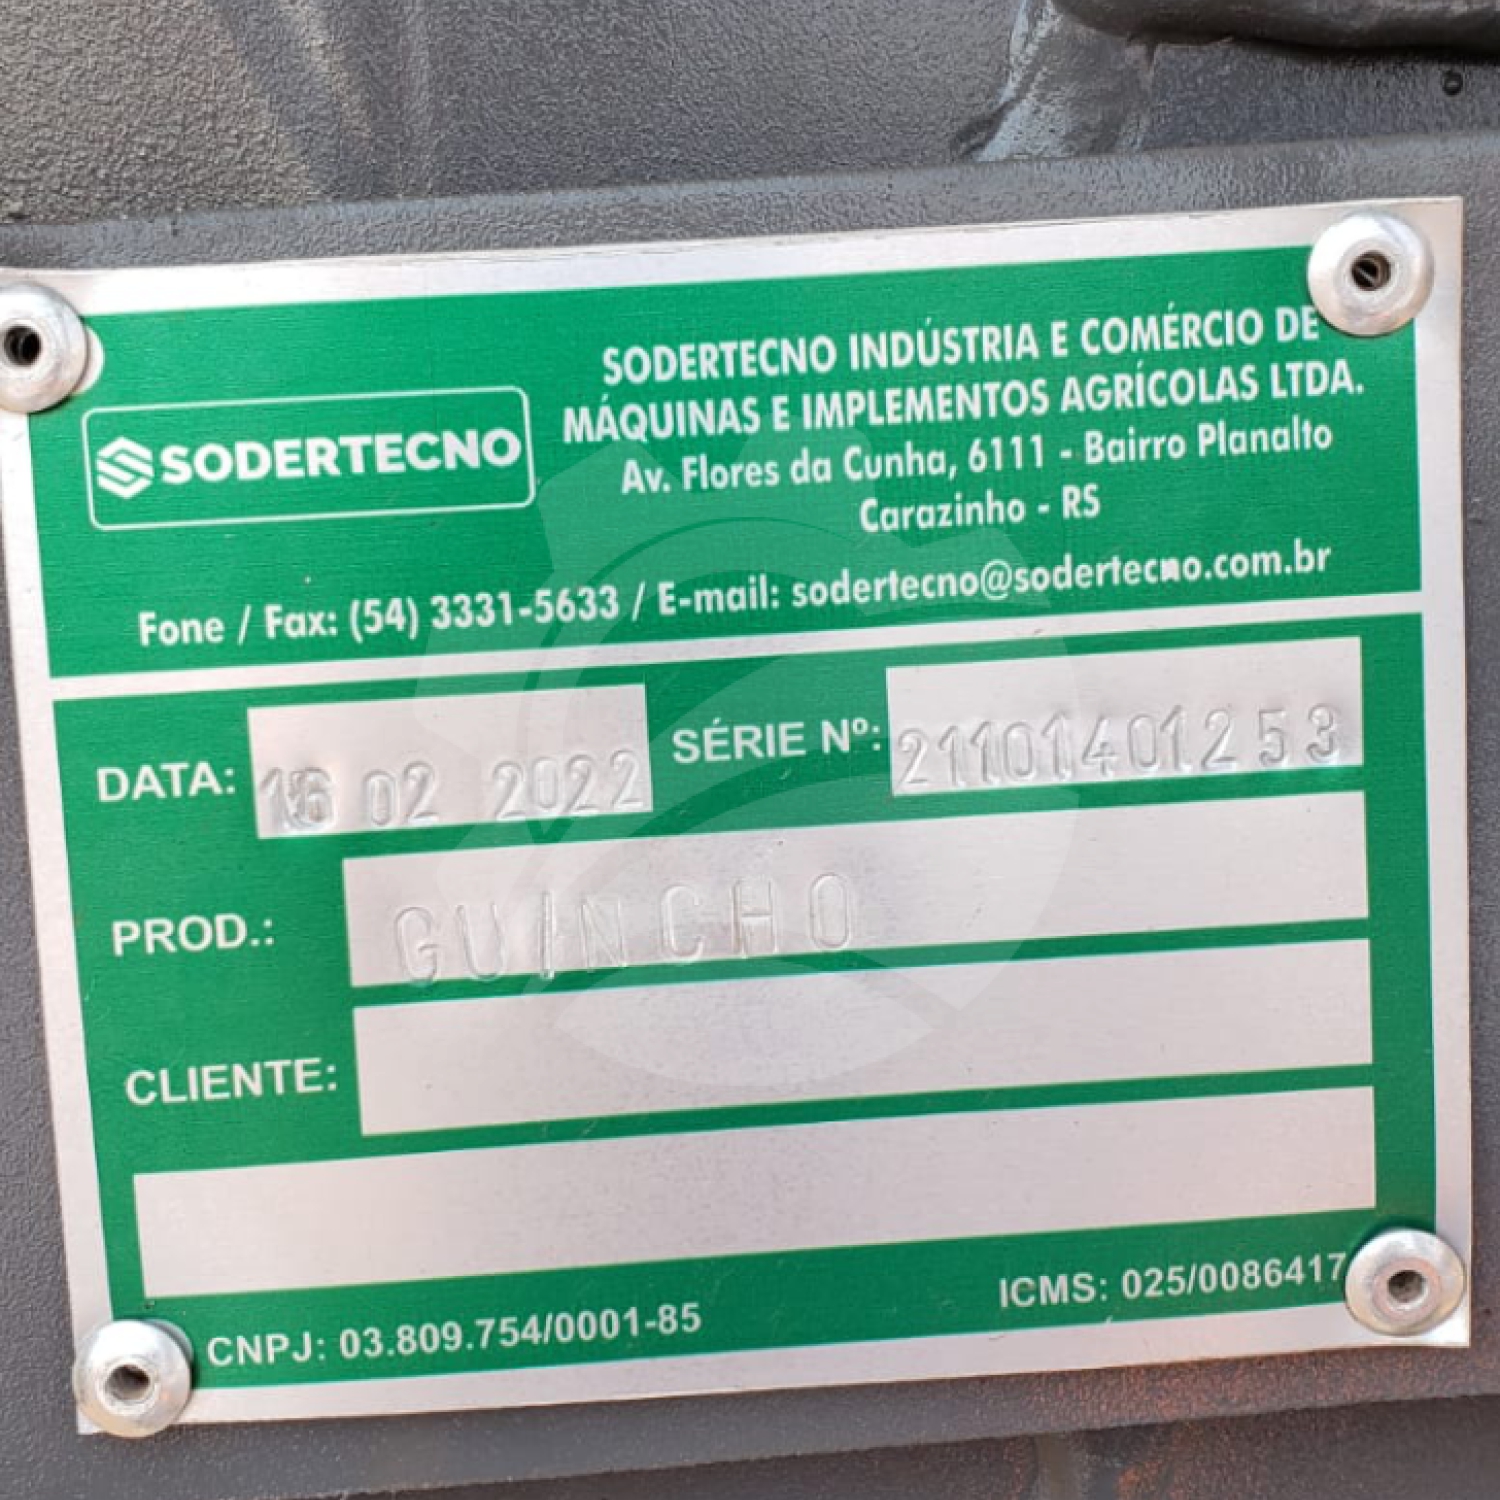 SODERTECNO
SODERTECNO INDÚSTRIA E COMÉRCIO DE
MÁQUINAS E IMPLEMENTOS AGRÍCOLAS LTDA.
Av. Flores da Cunha, 6111 - Bairro Planalto
Carazinho - RS
Fone / Fax: (54) 3331-5633 / E-mail: sodertecno@sodertecno.com.br
DATA: 16 02 2022 SÉRIE Nº: 21101401253
PROD.: GUINCHO
CLIENTE:
CNPJ: 03.809.754/0001-85 ICMS: 025/0086417